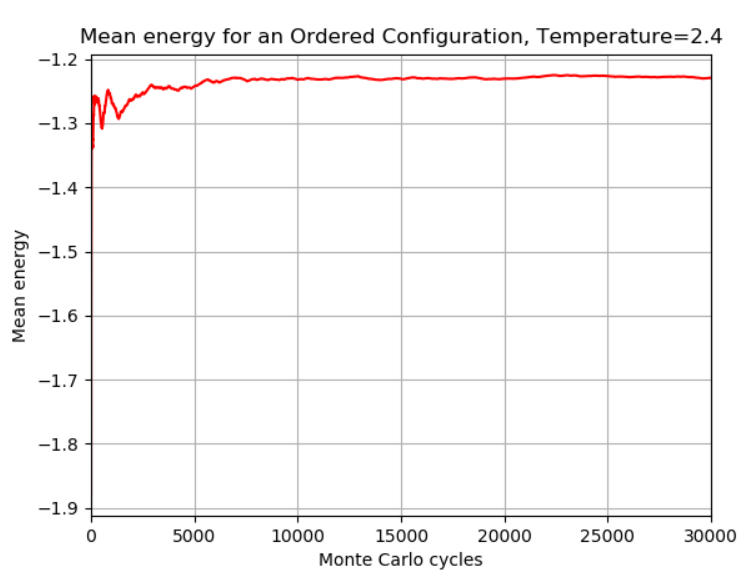 Mean energy for an Ordered Configuration, Temperature=2.4
−1.2
−1.3
−1.4
−1.5
−1.6
−1.7
−1.8
−1.9
Mean energy
0 5000 10000 15000 20000 25000 30000
Monte Carlo cycles